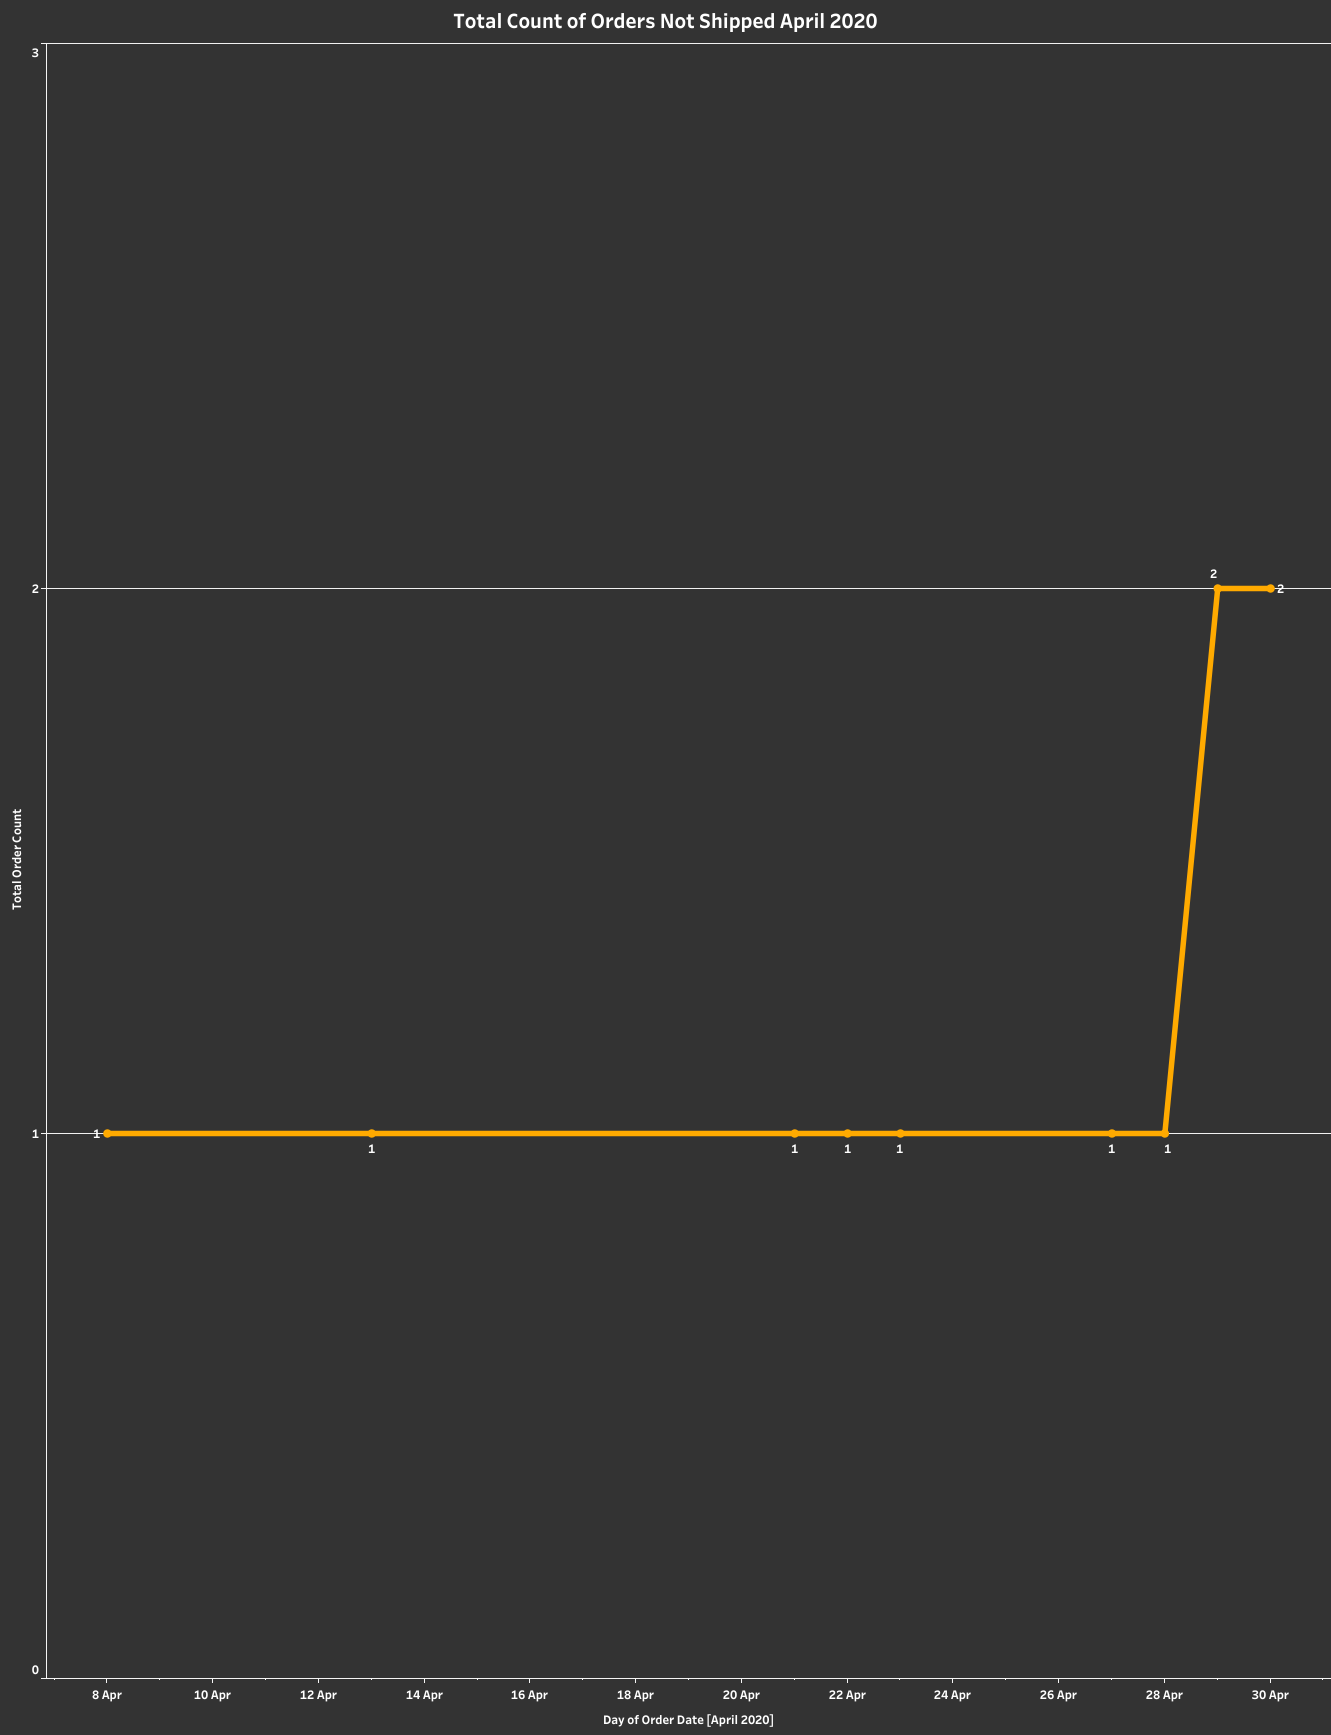 Total Count of Orders Not Shipped April 2020
3
2
2
2
Total Order Count
1
1
1
1
1
1
1
1
0
8 Apr
10 Apr
12 Apr
14 Apr
16 Apr
18 Apr
20 Apr
22 Apr
24 Apr
26 Apr
28 Apr
30 Apr
Day of Order Date [April 2020]